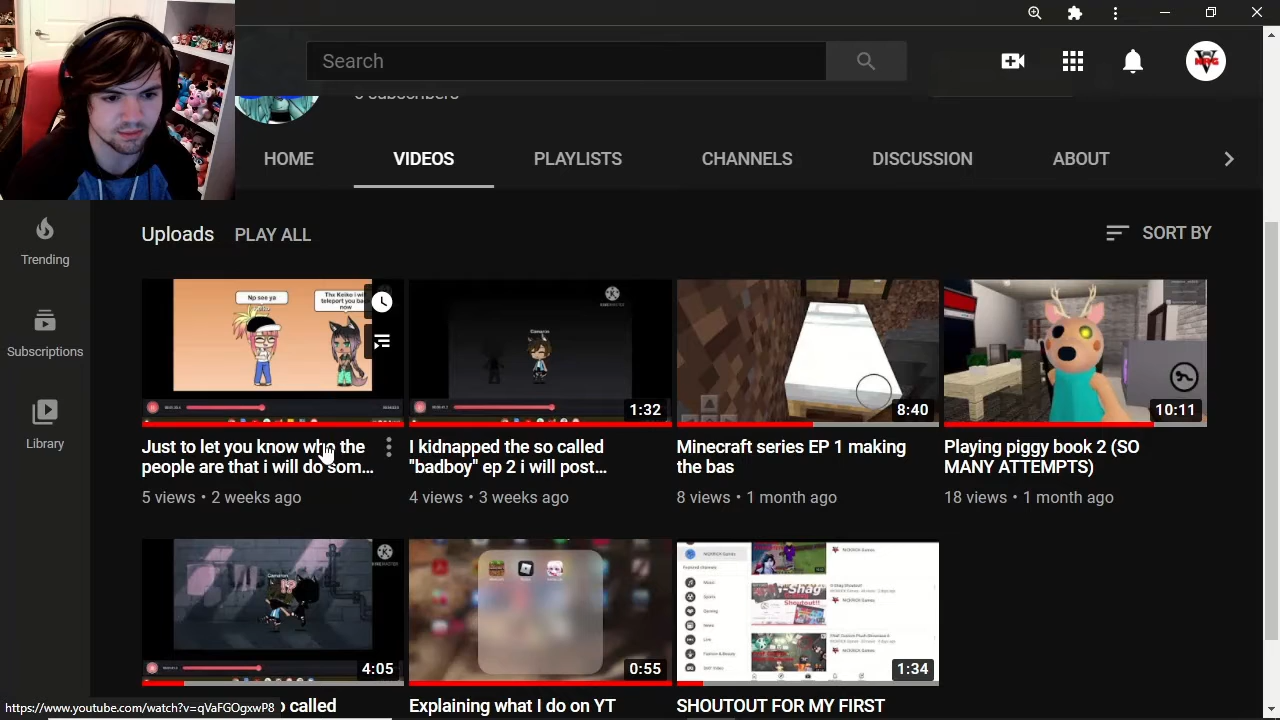 Search
HOME
VIDEOS
PLAYLISTS
CHANNELS
DISCUSSION
ABOUT
Trending
Subscriptions
Library
Uploads
PLAY ALL
SORT BY
Np see ya
1:32
8:40
10:11
Just to let you know who the
people are that i will do som...
5 views • 2 weeks ago
I kidnapped the so called
"badboy" ep 2 i will post...
4 views • 3 weeks ago
Minecraft series EP 1 making
the bas
8 views • 1 month ago
Playing piggy book 2 (SO
MANY ATTEMPTS)
18 views • 1 month ago
4:05
0:55
1:34
called
Explaining what I do on YT
SHOUTOUT FOR MY FIRST
https://www.youtube.com/watch?v=qVaFGOgxwP8